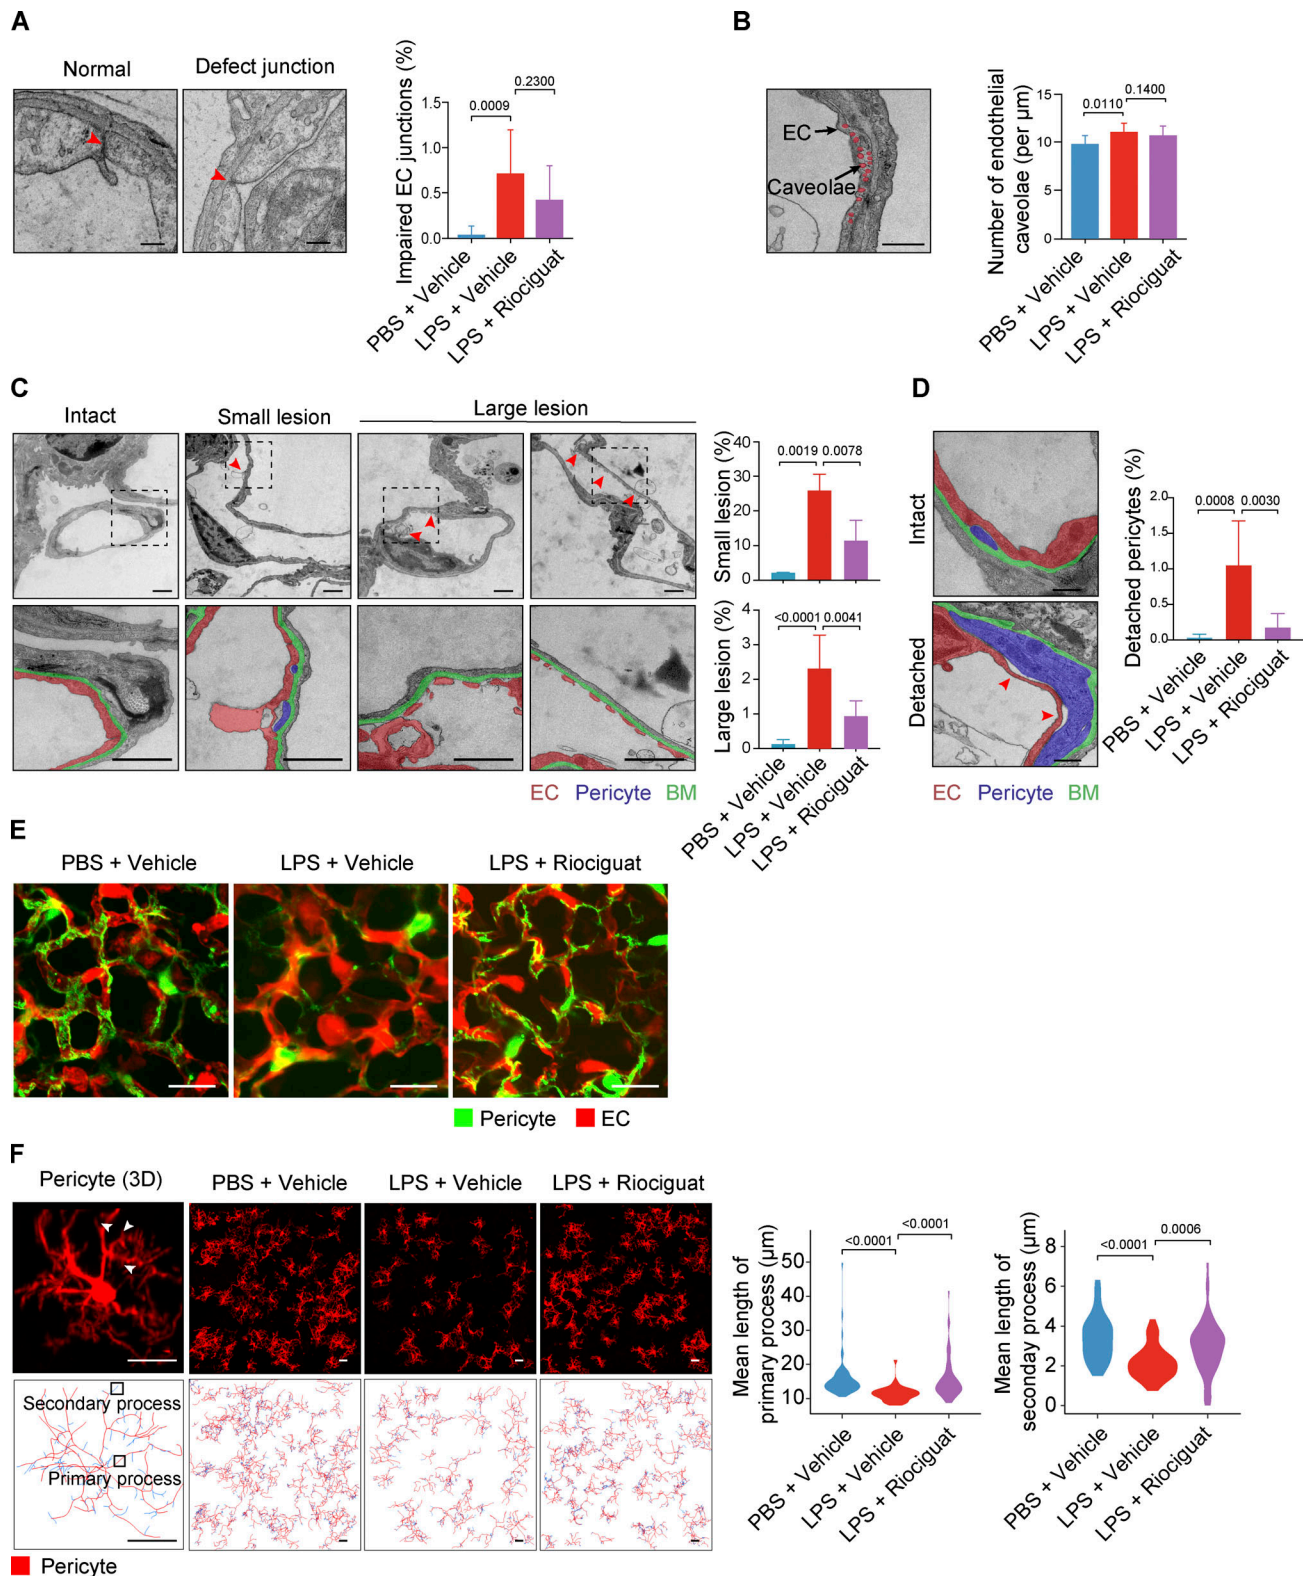 A
Normal
Defect junction
Impaired EC junctions (%)
1.5
1.0
0.5
0.0
0.0009
0.2300
PBS + Vehicle
LPS + Vehicle
LPS + Riociguat
B
EC
Caveolae
Number of endothelial
caveolae (per µm)
15
10
5
0
0.0110
0.1400
PBS + Vehicle
LPS + Vehicle
LPS + Riociguat
C
Intact
Small lesion
Large lesion
Small lesion (%)
40
30
20
10
0
0.0019
0.0078
Large lesion (%)
4
3
2
1
0
<0.0001
0.0041
PBS + Vehicle
LPS + Vehicle
LPS + Riociguat
EC Pericyte BM
D
Intact
Detached
Detached pericytes (%)
2.0
1.5
1.0
0.5
0.0
0.0008
0.0030
PBS + Vehicle
LPS + Vehicle
LPS + Riociguat
EC Pericyte BM
E
PBS + Vehicle
LPS + Vehicle
LPS + Riociguat
Pericyte EC
F
Pericyte (3D)
PBS + Vehicle
LPS + Vehicle
LPS + Riociguat
Secondary process
Primary process
Pericyte
Mean length of
primary process (µm)
50
40
30
20
10
<0.0001
<0.0001
PBS + Vehicle
LPS + Vehicle
LPS + Riociguat
Mean length of
seconday process (µm)
8
6
4
2
0
<0.0001
0.0006
PBS + Vehicle
LPS + Vehicle
LPS + Riociguat